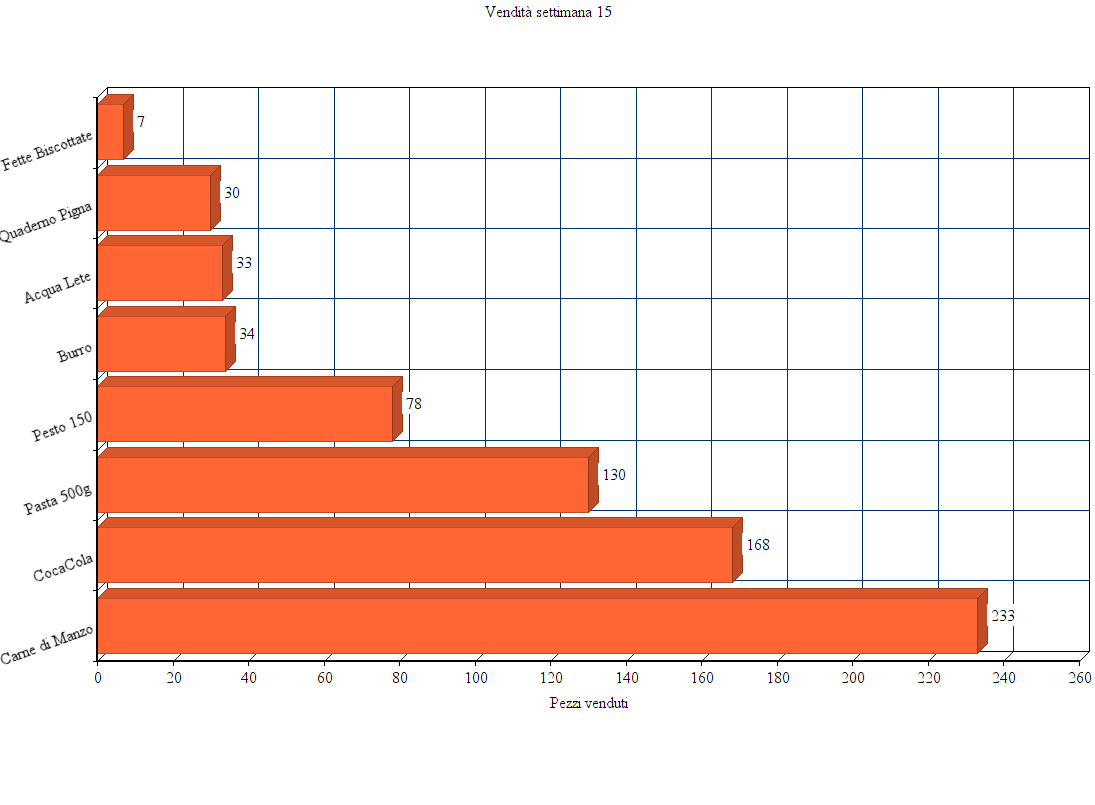 Vendità settimana 15
Fette Biscottate
7
Quaderno Pigna
30
Acqua Lete
33
Burro
34
Pesto 150
78
Pasta 500g
130
CocaCola
168
Carne di Manzo
233
0 20 40 60 80 100 120 140 160 180 200 220 240 260
Pezzi venduti